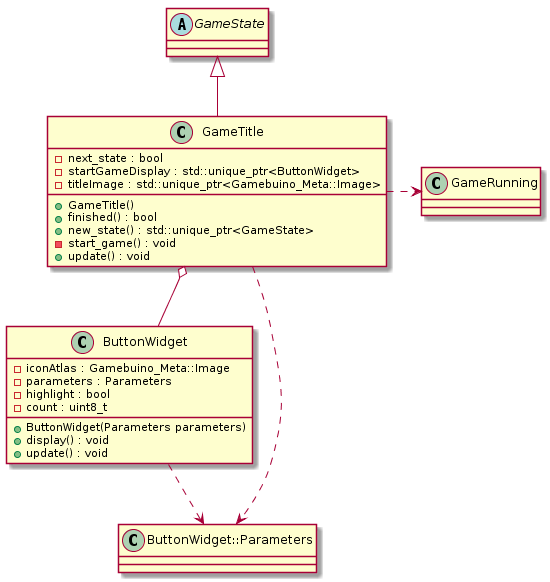 A GameState
C GameTitle
next_state : bool
startGameDisplay : std::unique_ptr<ButtonWidget>
titleImage : std::unique_ptr<Gamebuino_Meta::Image>
GameTitle()
finished() : bool
new_state() : std::unique_ptr<GameState>
start_game() : void
update() : void
C GameRunning
C ButtonWidget
iconAtlas : Gamebuino_Meta::Image
parameters : Parameters
highlight : bool
count : uint8_t
ButtonWidget(Parameters parameters)
display() : void
update() : void
C ButtonWidget::Parameters